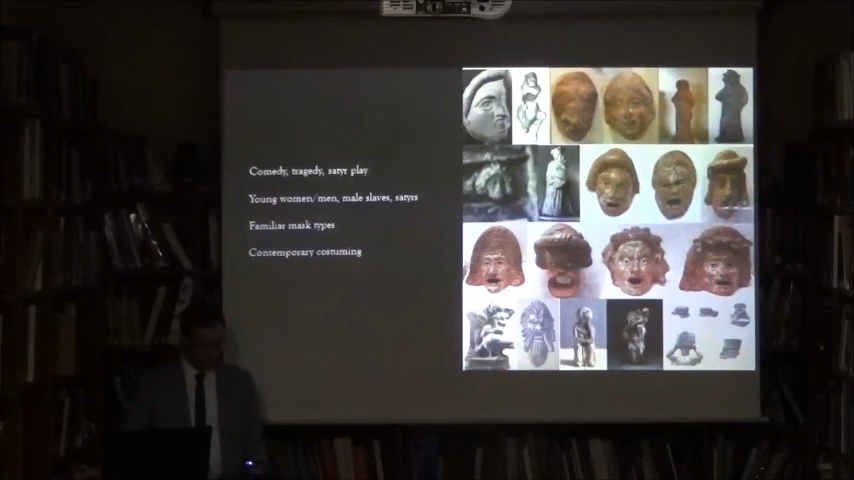 Comedy, tragedy, satyr play
Young women/men, male slaves, satyrs
Familiar mask types
Contemporary costuming